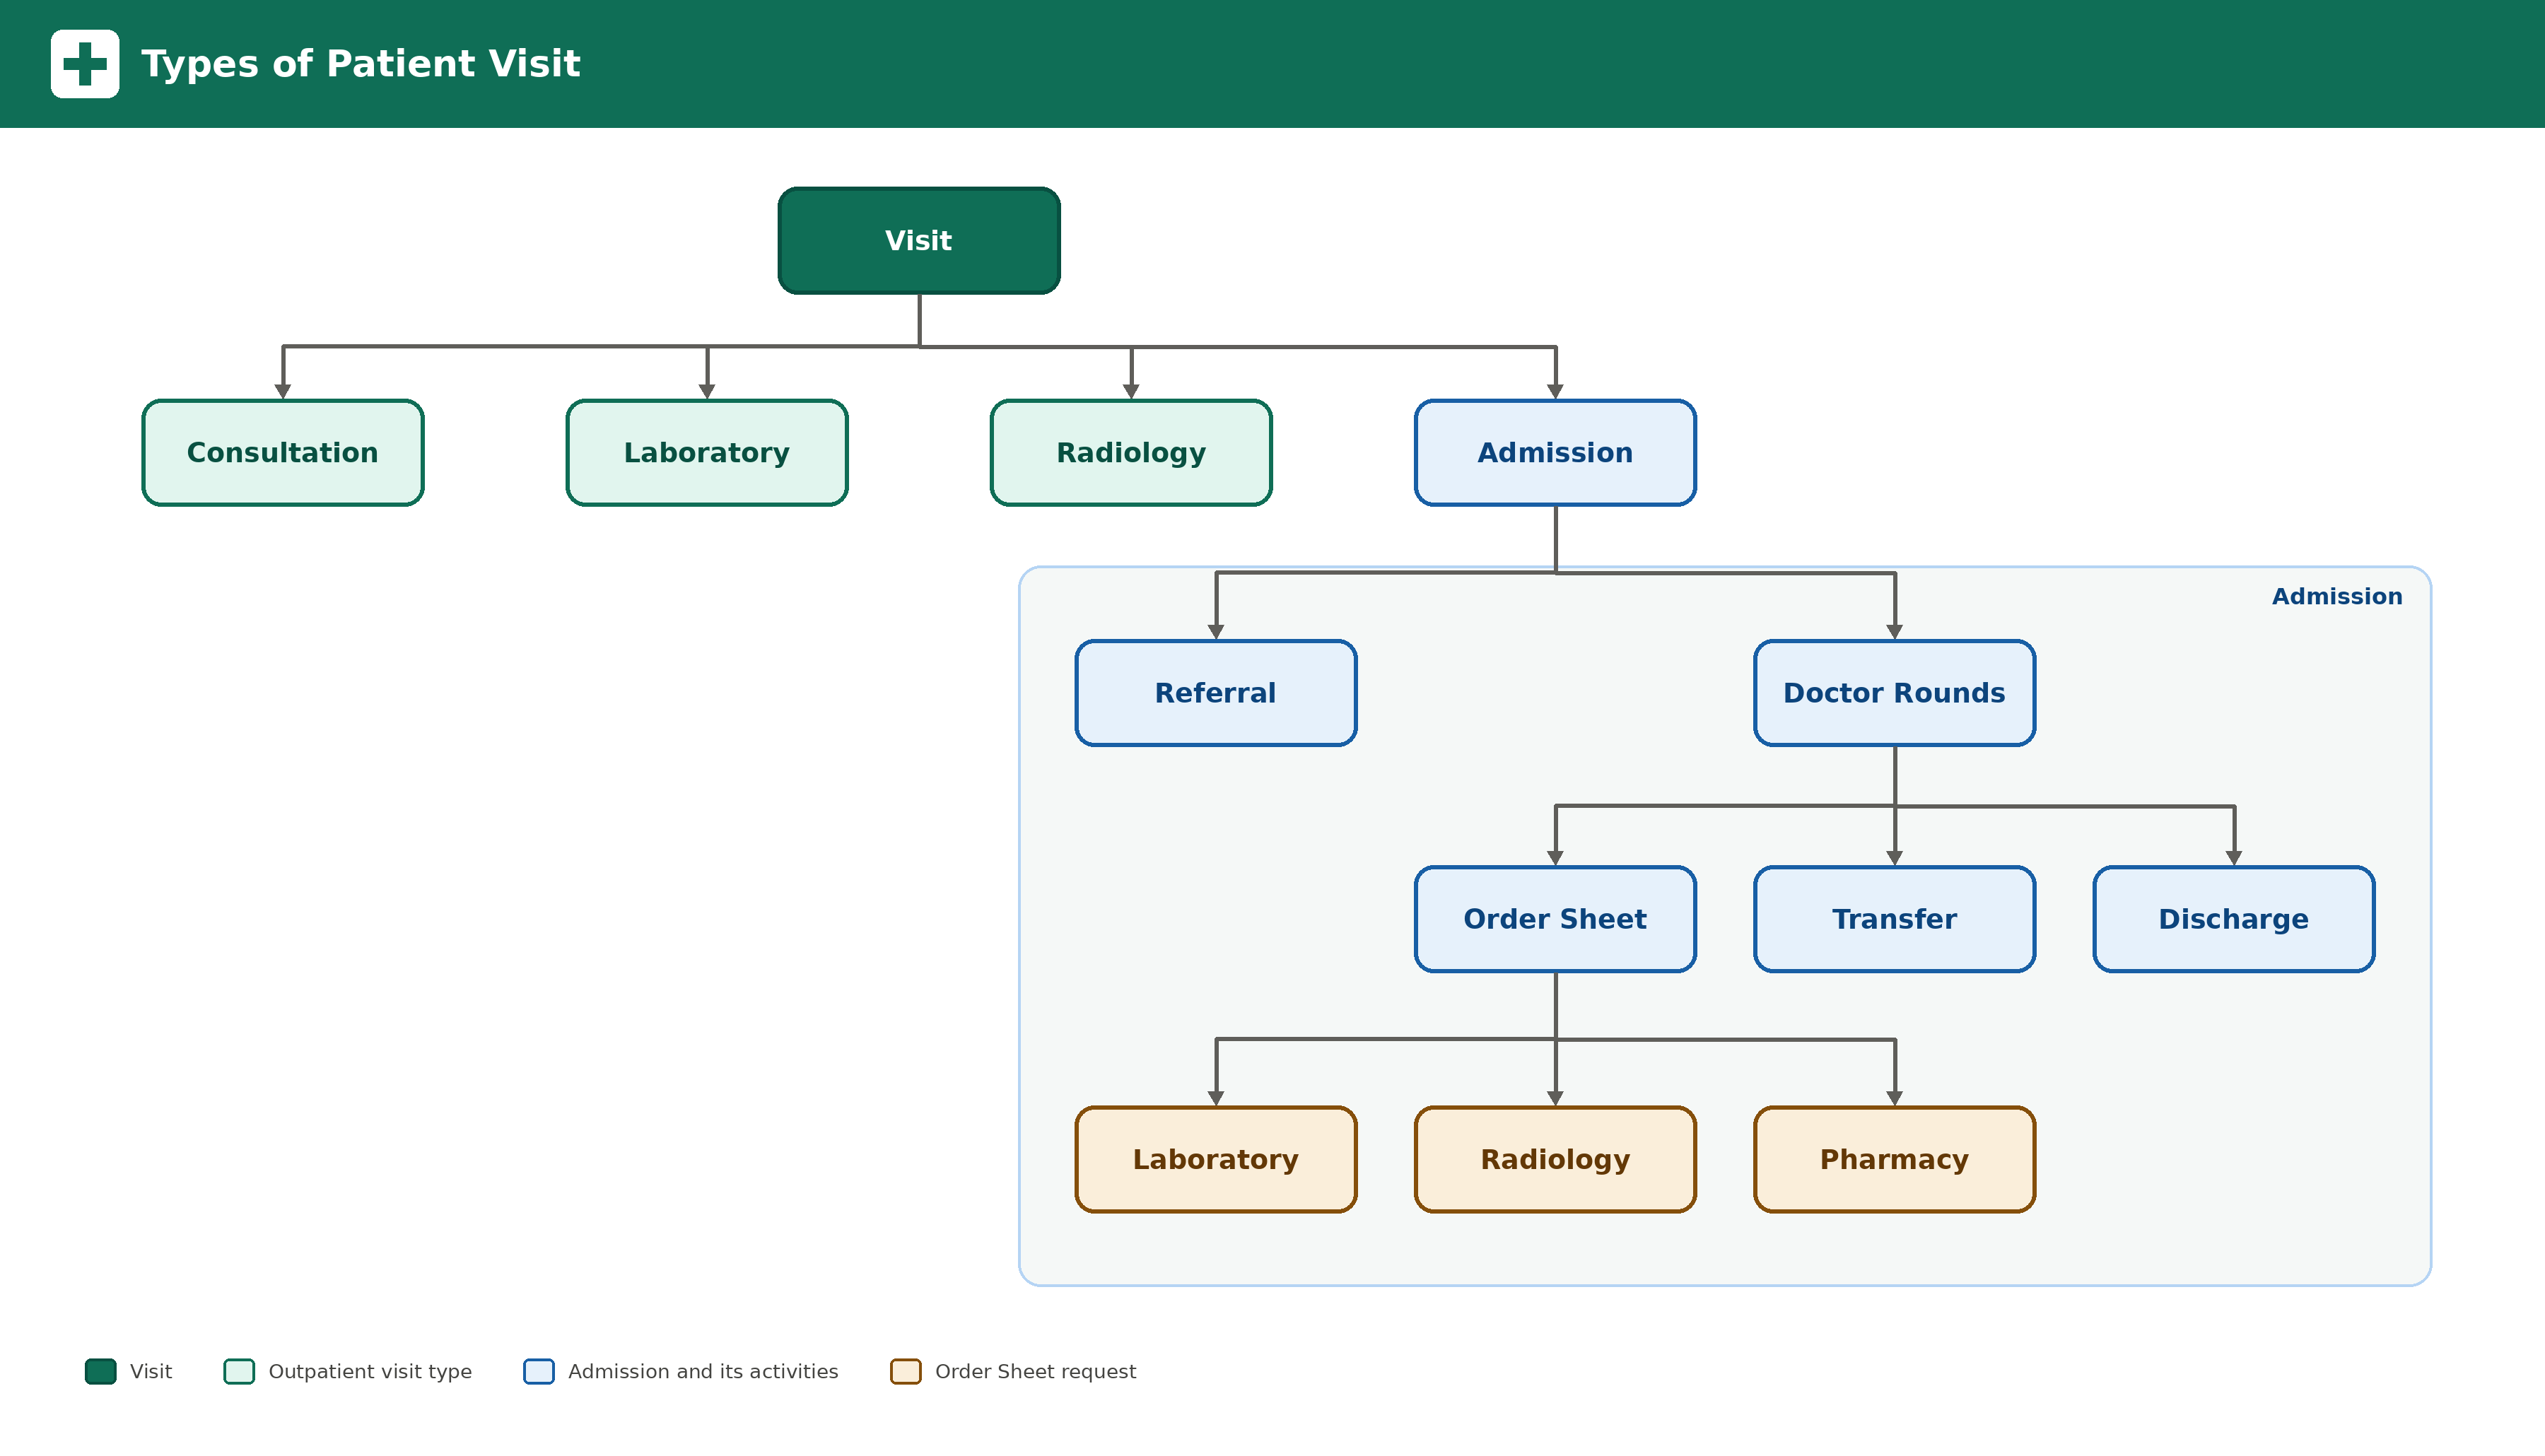 Types of Patient Visit
Visit
Consultation
Laboratory
Radiology
Admission
Admission
Referral
Doctor Rounds
Order Sheet
Transfer
Discharge
Laboratory
Radiology
Pharmacy
Visit
Outpatient visit type
Admission and its activities
Order Sheet request